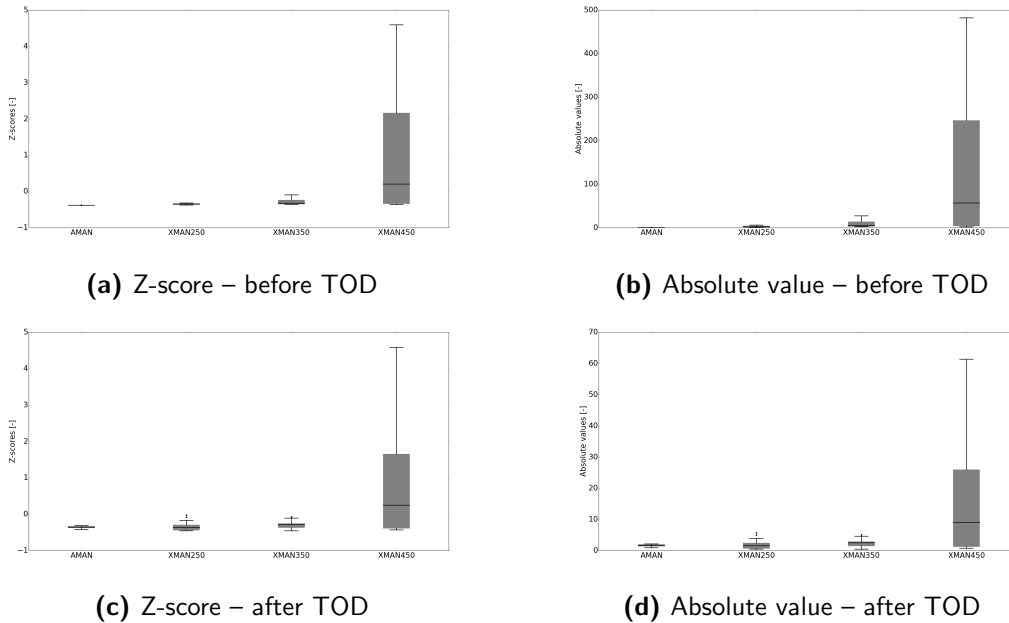 5
4
3
2
1
0
−1
Z-scores [-]
AMAN
XMAN250
XMAN350
XMAN450
(a) Z-score – before TOD
500
400
300
200
100
0
Absolute values [-]
AMAN
XMAN250
XMAN350
XMAN450
(b) Absolute value – before TOD
5
4
3
2
1
0
−1
Z-scores [-]
AMAN
XMAN250
XMAN350
XMAN450
(c) Z-score – after TOD
70
60
50
40
30
20
10
0
Absolute values [-]
AMAN
XMAN250
XMAN350
XMAN450
(d) Absolute value – after TOD